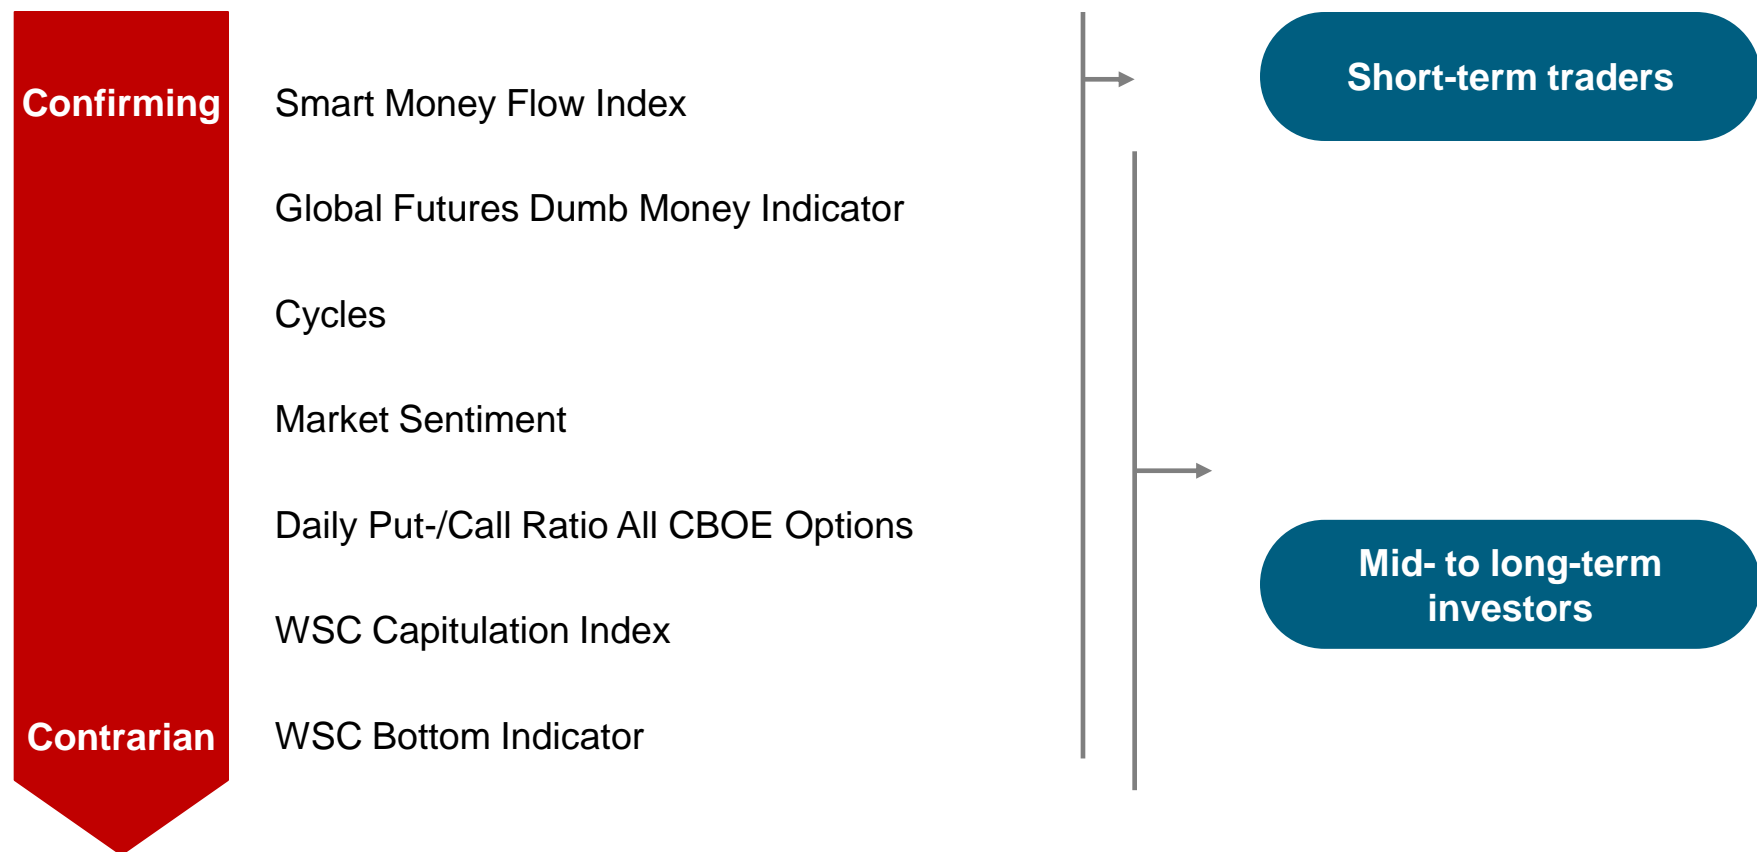 Short-term traders
Confirming
Smart Money Flow Index
Global Futures Dumb Money Indicator
Cycles
Market Sentiment
Daily Put-/Call Ratio All CBOE Options
Mid- to long-term
investors
WSC Capitulation Index
Contrarian
WSC Bottom Indicator